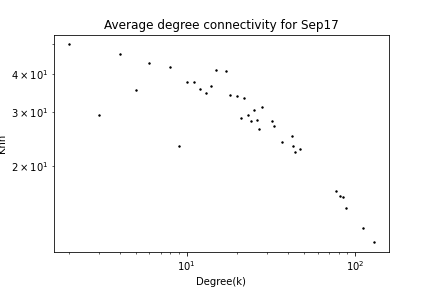 Average degree connectivity for Sep17
Knn
4 × 10¹
3 × 10¹
2 × 10¹
10¹
10²
Degree(k)